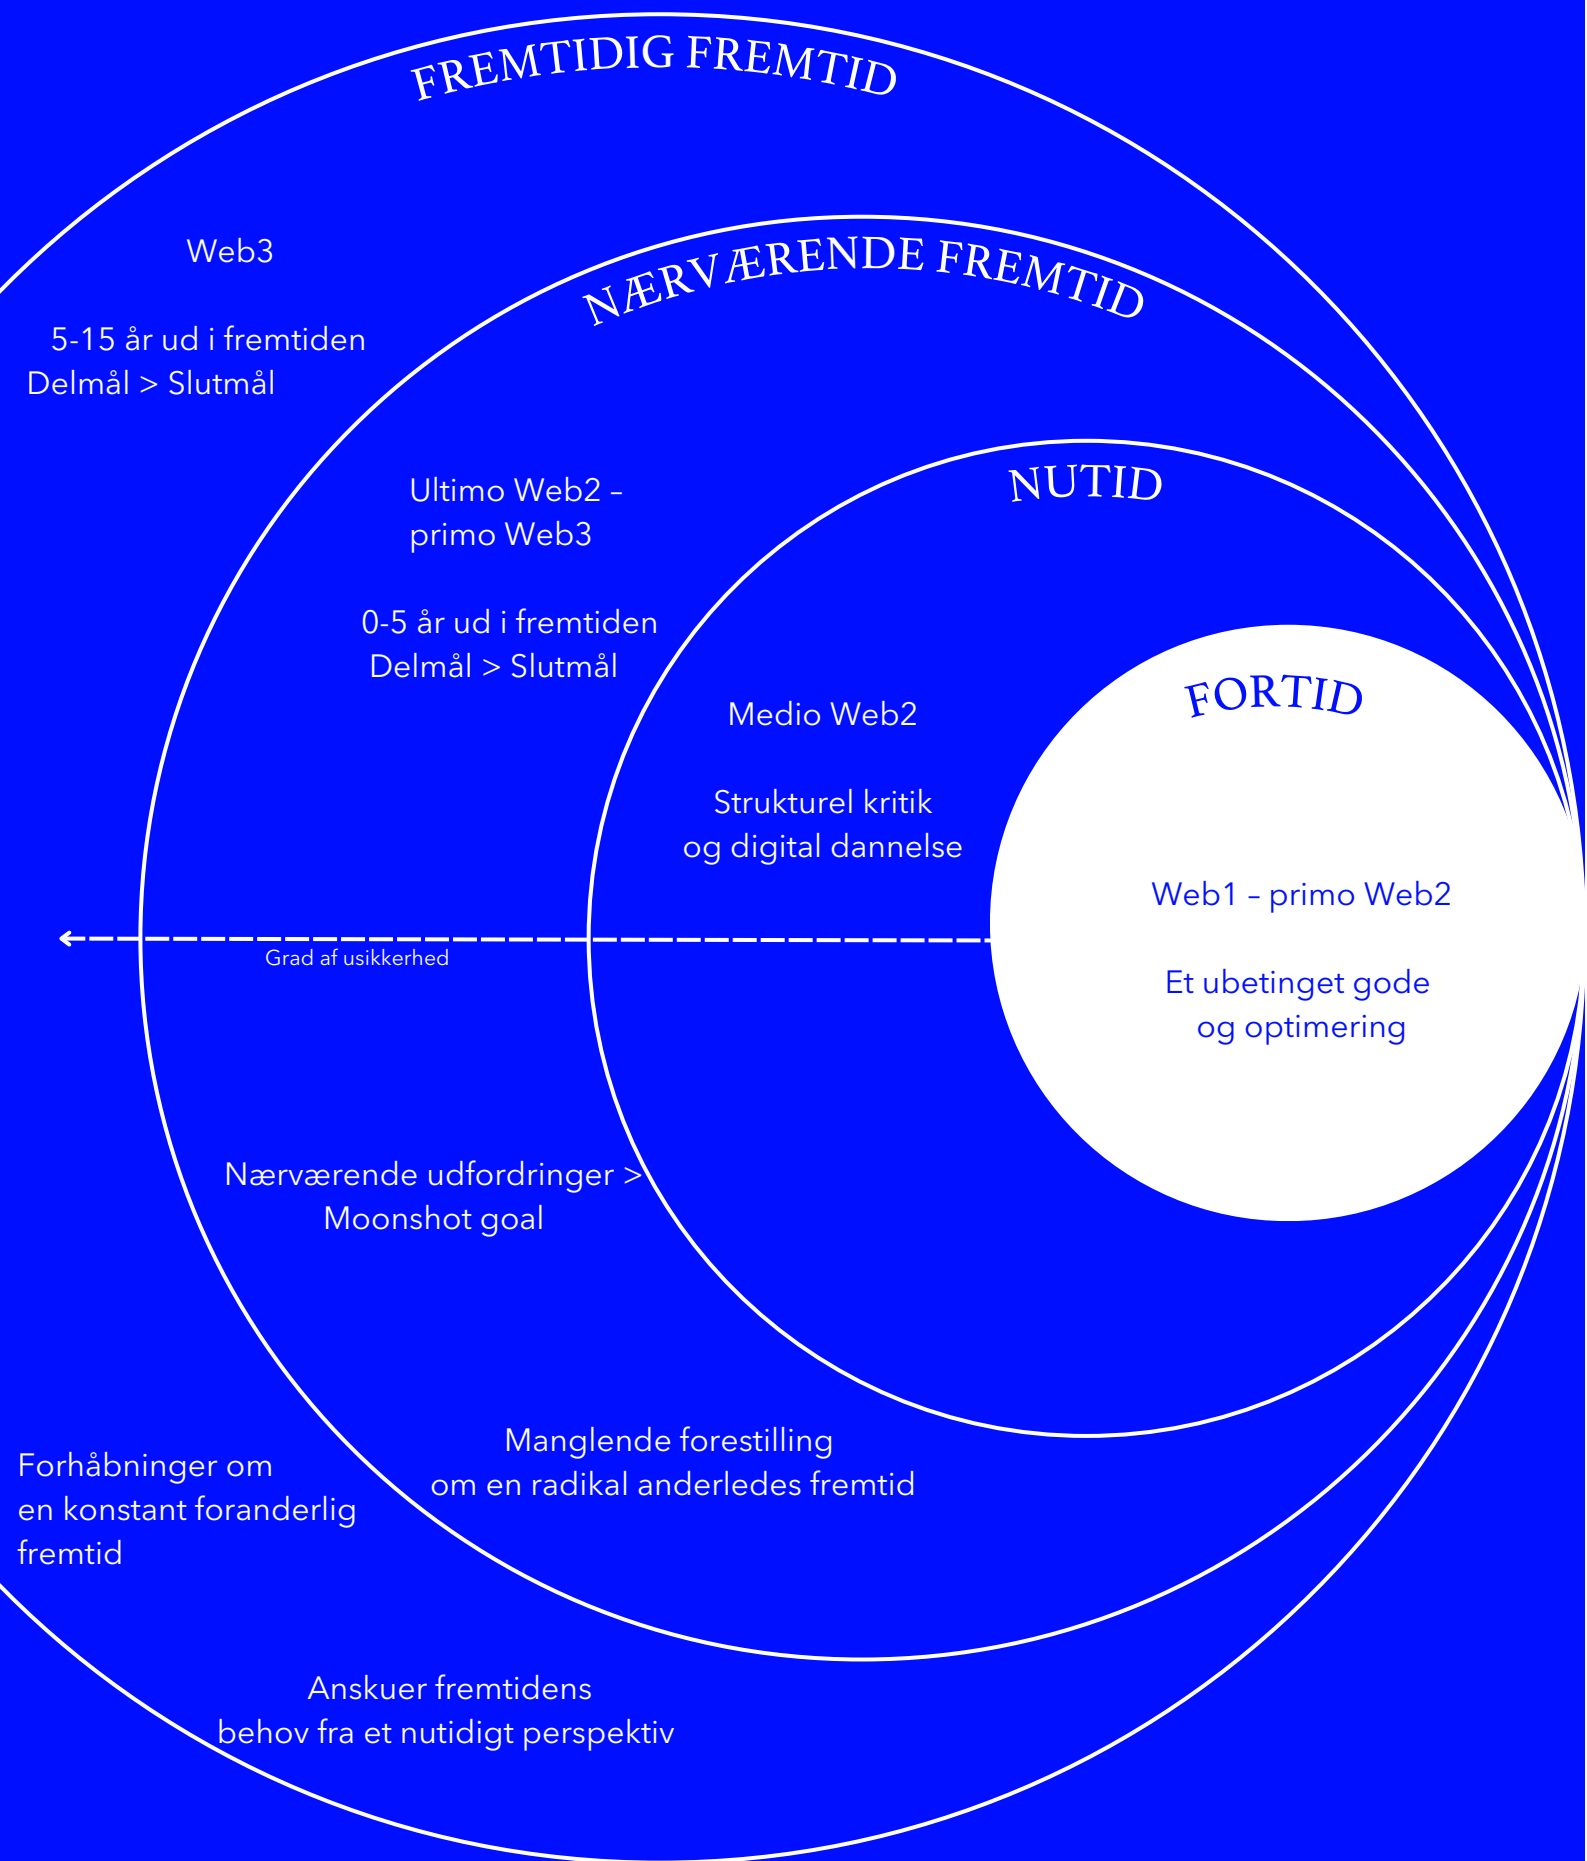 FREMTIDIG FREMTID
Web3
5-15 år ud i fremtiden
Delmål > Slutmål
NÆRVÆRENDE FREMTID
Ultimo Web2 –
primo Web3
0-5 år ud i fremtiden
Delmål > Slutmål
NUTID
Medio Web2
Strukturel kritik
og digital dannelse
FORTID
Web1 – primo Web2
Et ubetinget gode
og optimering
Grad af usikkerhed
Nærværende udfordringer >
Moonshot goal
Manglende forestilling
om en radikal anderledes fremtid
Forhåbninger om
en konstant foranderlig
fremtid
Anskuer fremtidens
behov fra et nutidigt perspektiv